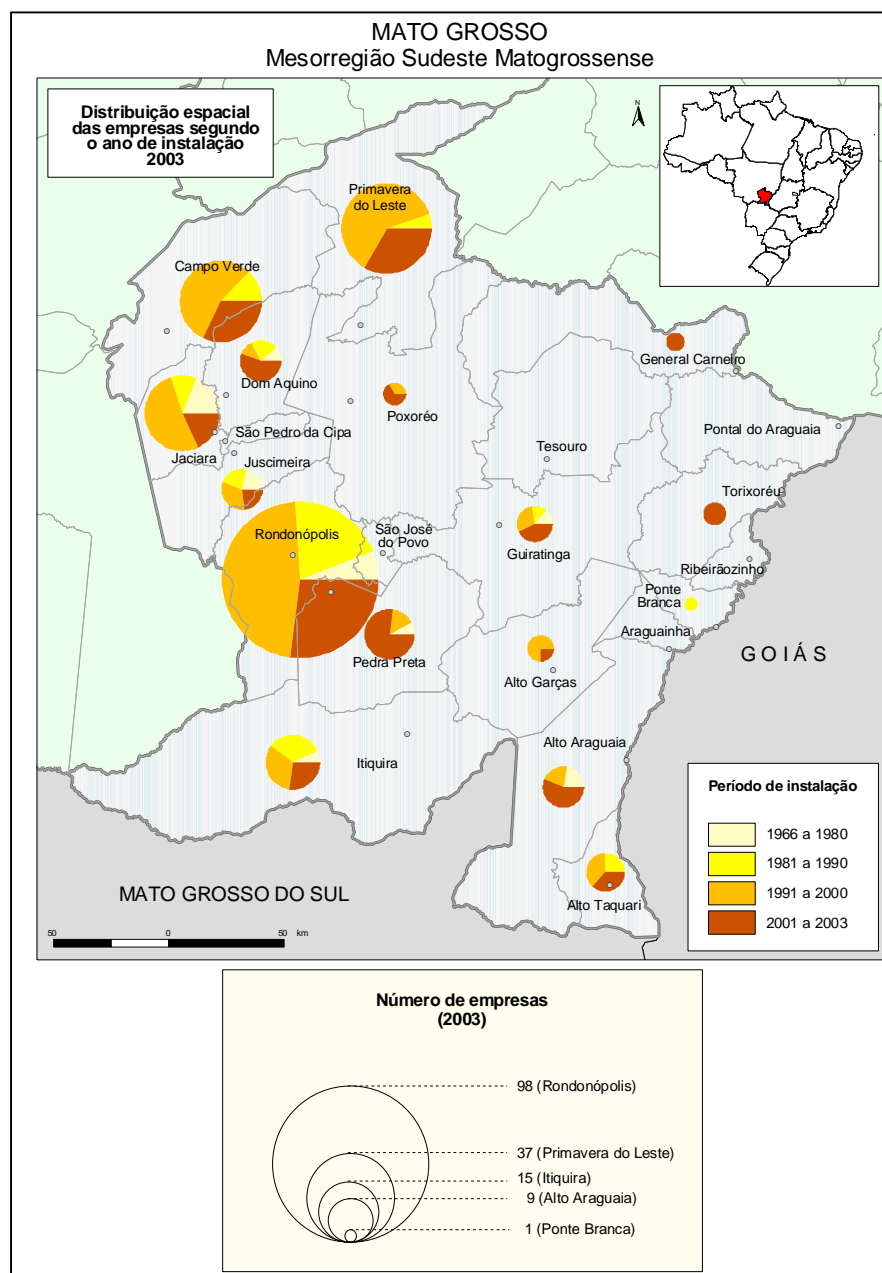 MATO GROSSO
Mesorregião Sudeste Matogrossense
Distribuição espacial
das empresas segundo
o ano de instalação
2003
N
Primavera
do Leste
Campo Verde
General Carneiro
Dom Aquino
Poxoréo
Pontal do Araguaia
São Pedro da Cipa
Jaciara
Juscimeira
Tesouro
Torixoréu
Rondonópolis
São José
do Povo
Guiratinga
Ribeirãozinho
Ponte
Branca
Araguainha
GOIÁS
Pedra Preta
Alto Garças
Alto Araguaia
Itiquira
Período de instalação
1966 a 1980
1981 a 1990
1991 a 2000
2001 a 2003
MATO GROSSO DO SUL
Alto Taquari
50 0 50 km
Número de empresas
(2003)
98 (Rondonópolis)
37 (Primavera do Leste)
15 (Itiquira)
9 (Alto Araguaia)
1 (Ponte Branca)